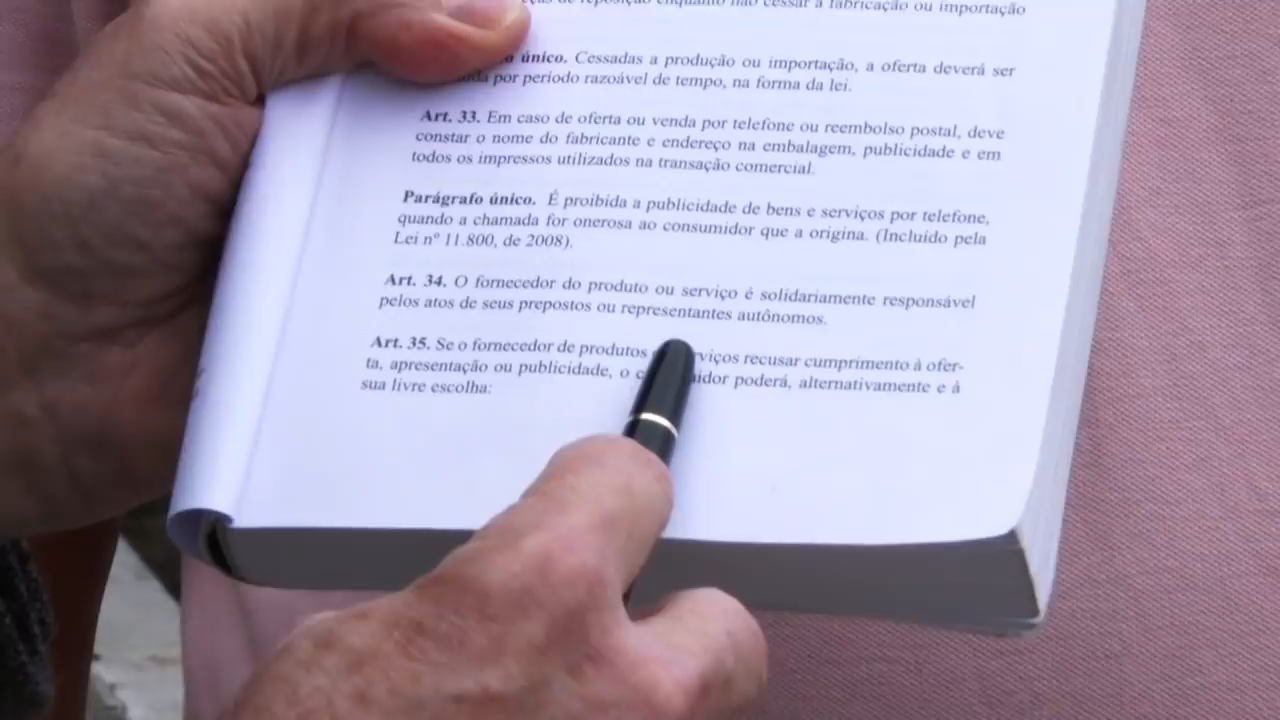 de reposição enquanto não cessar a fabricação ou importação
único. Cessadas a produção ou importação, a oferta deverá ser
por período razoável de tempo, na forma da lei.
Art. 33. Em caso de oferta ou venda por telefone ou reembolso postal, deve
constar o nome do fabricante e endereço na embalagem, publicidade e em
todos os impressos utilizados na transação comercial.
Parágrafo único. É proibida a publicidade de bens e serviços por telefone,
quando a chamada for onerosa ao consumidor que a origina. (Incluído pela
Lei nº 11.800, de 2008).
Art. 34. O fornecedor do produto ou serviço é solidariamente responsável
pelos atos de seus prepostos ou representantes autônomos.
Art. 35. Se o fornecedor de produtos recusar cumprimento à ofer-
ta, apresentação ou publicidade, o poderá, alternativamente e à
sua livre escolha: